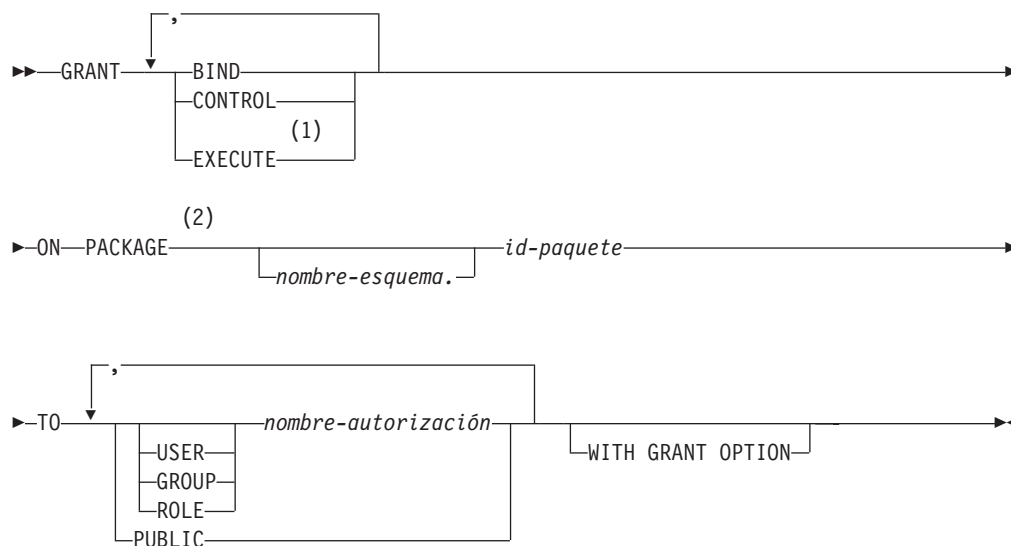 ,
GRANT BIND
CONTROL
(1)
EXECUTE
(2)
ON PACKAGE id-paquete
nombre-esquema.
,
TO nombre-autorización
USER WITH GRANT OPTION
GROUP
ROLE
PUBLIC